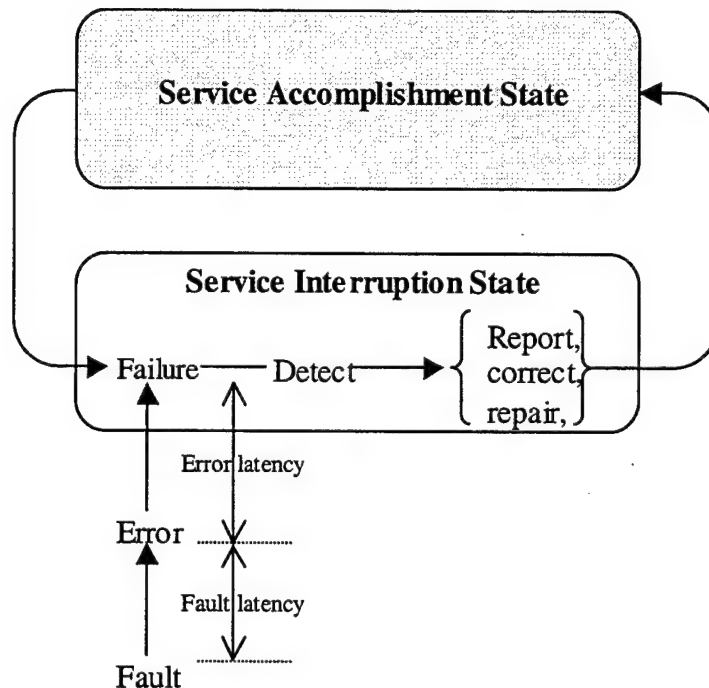 Service Accomplishment State
Service Interruption State
Failure
Detect
Report,
correct,
repair,
Error latency
Error
Fault latency
Fault